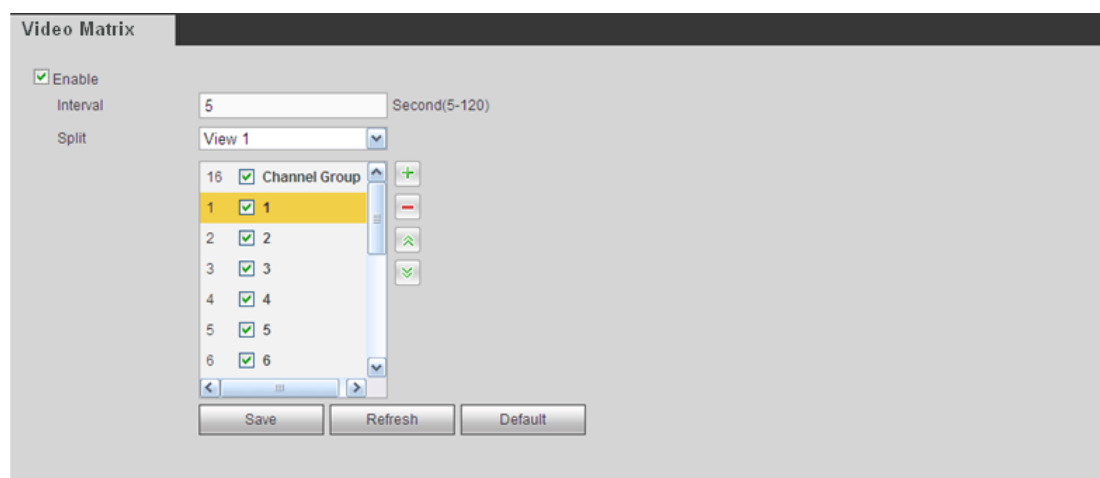 Video Matrix
Enable
Interval 5 Second(5-120)
Split View 1
16 Channel Group
1 1
2 2
3 3
4 4
5 5
6 6
Save Refresh Default